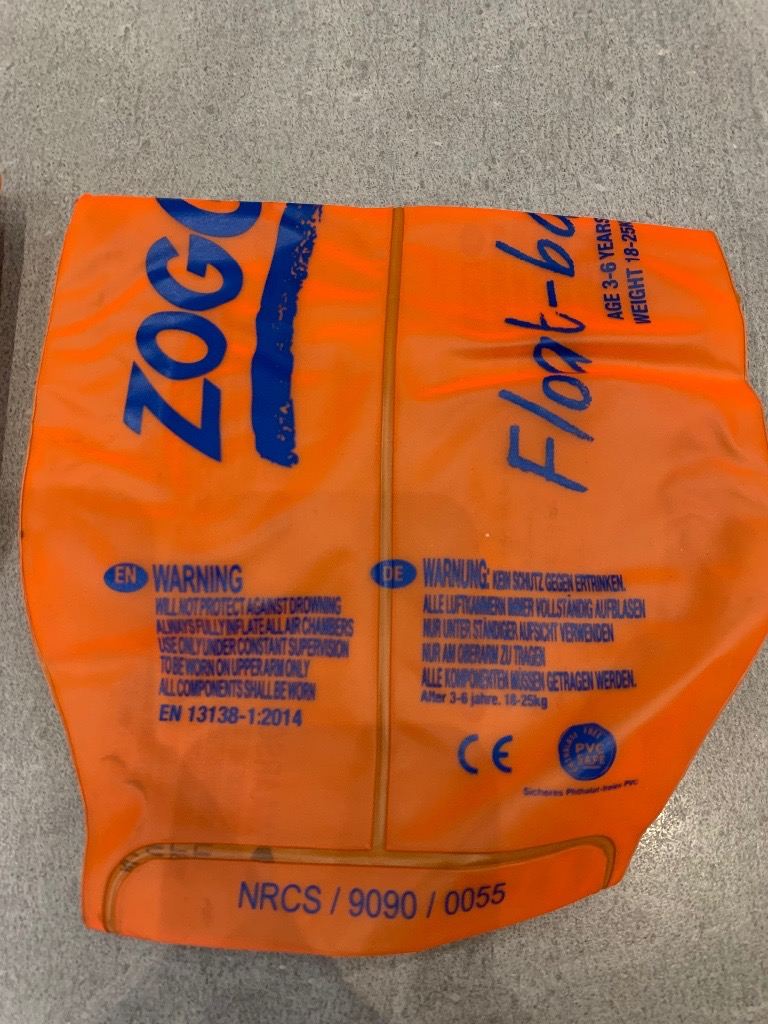 ZOGG
Float-ba
AGE 3-6 YEARS
WEIGHT 18-25K
EN WARNING
WILL NOT PROTECT AGAINST DROWNING
ALWAYS FULLY INFLATE ALL AIR CHAMBERS
USE ONLY UNDER CONSTANT SUPERVISION
TO BE WORN ON UPPER ARM ONLY
ALL COMPONENTS SHALL BE WORN
EN 13138-1:2014
DE WARNUNG: KEIN SCHUTZ GEGEN ERTRINKEN.
ALLE LUFTKAMMERN IMMER VOLLSTÄNDIG AUFBLASEN
NUR UNTER STÄNDIGER AUFSICHT VERWENDEN
NUR AM OBERARM ZU TRAGEN
ALLE KOMPONENTEN MÜSSEN GETRAGEN WERDEN.
Alter 3-6 jahre. 18-25kg
CE
PVC
SAFE
Sicheres Phthalat-freies PVC
NRCS / 9090 / 0055